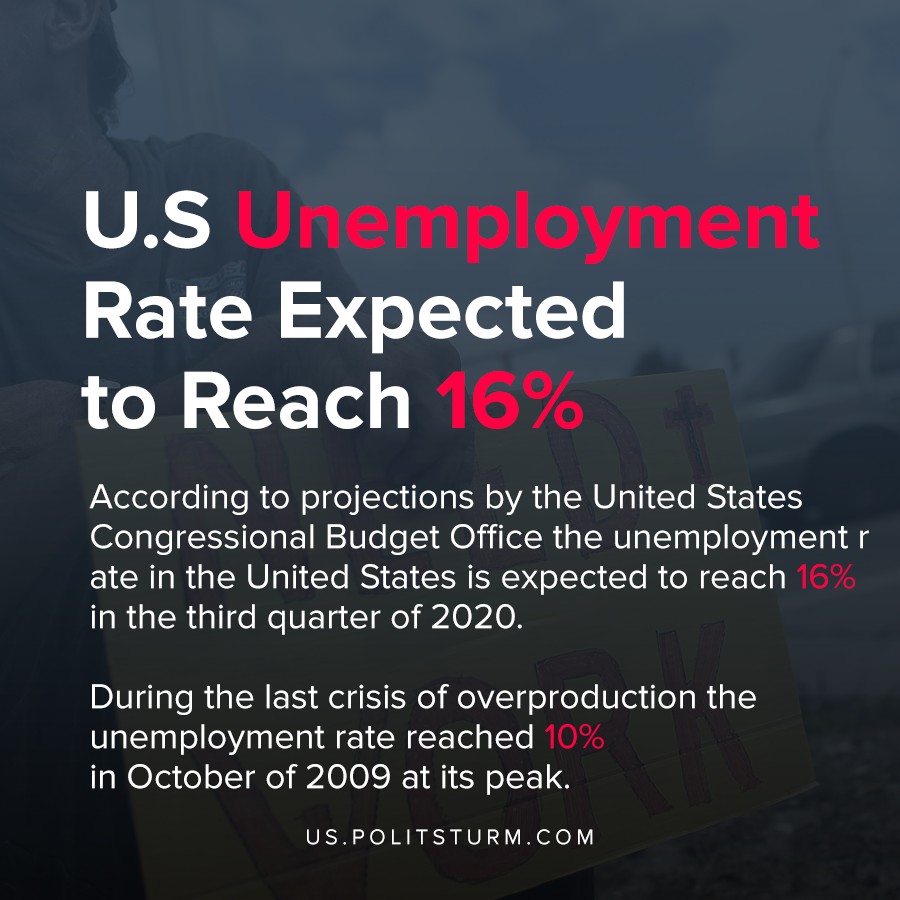 U.S Unemployment
Rate Expected
to Reach 16%
According to projections by the United States
Congressional Budget Office the unemployment r
ate in the United States is expected to reach 16%
in the third quarter of 2020.
During the last crisis of overproduction the
unemployment rate reached 10%
in October of 2009 at its peak.
US.POLITSTURM.COM
NEED
WORK